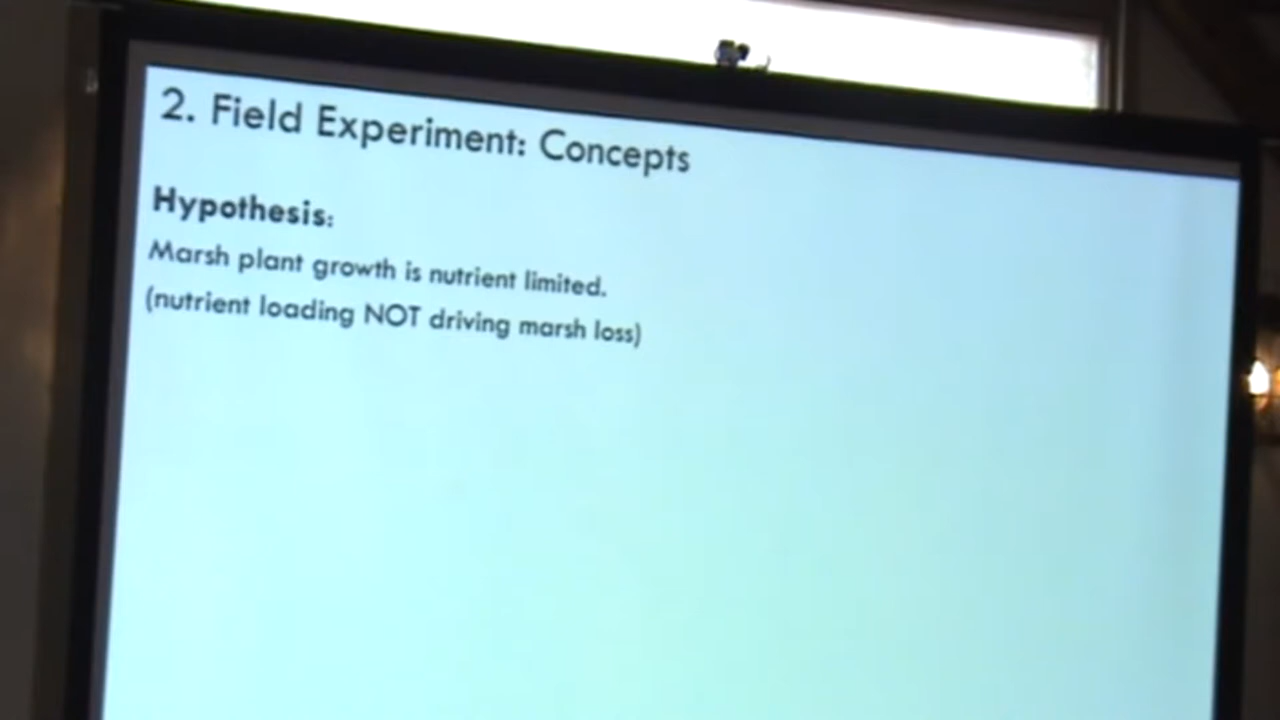 2. Field Experiment: Concepts
Hypothesis:
Marsh plant growth is nutrient limited.
(nutrient loading NOT driving marsh loss)